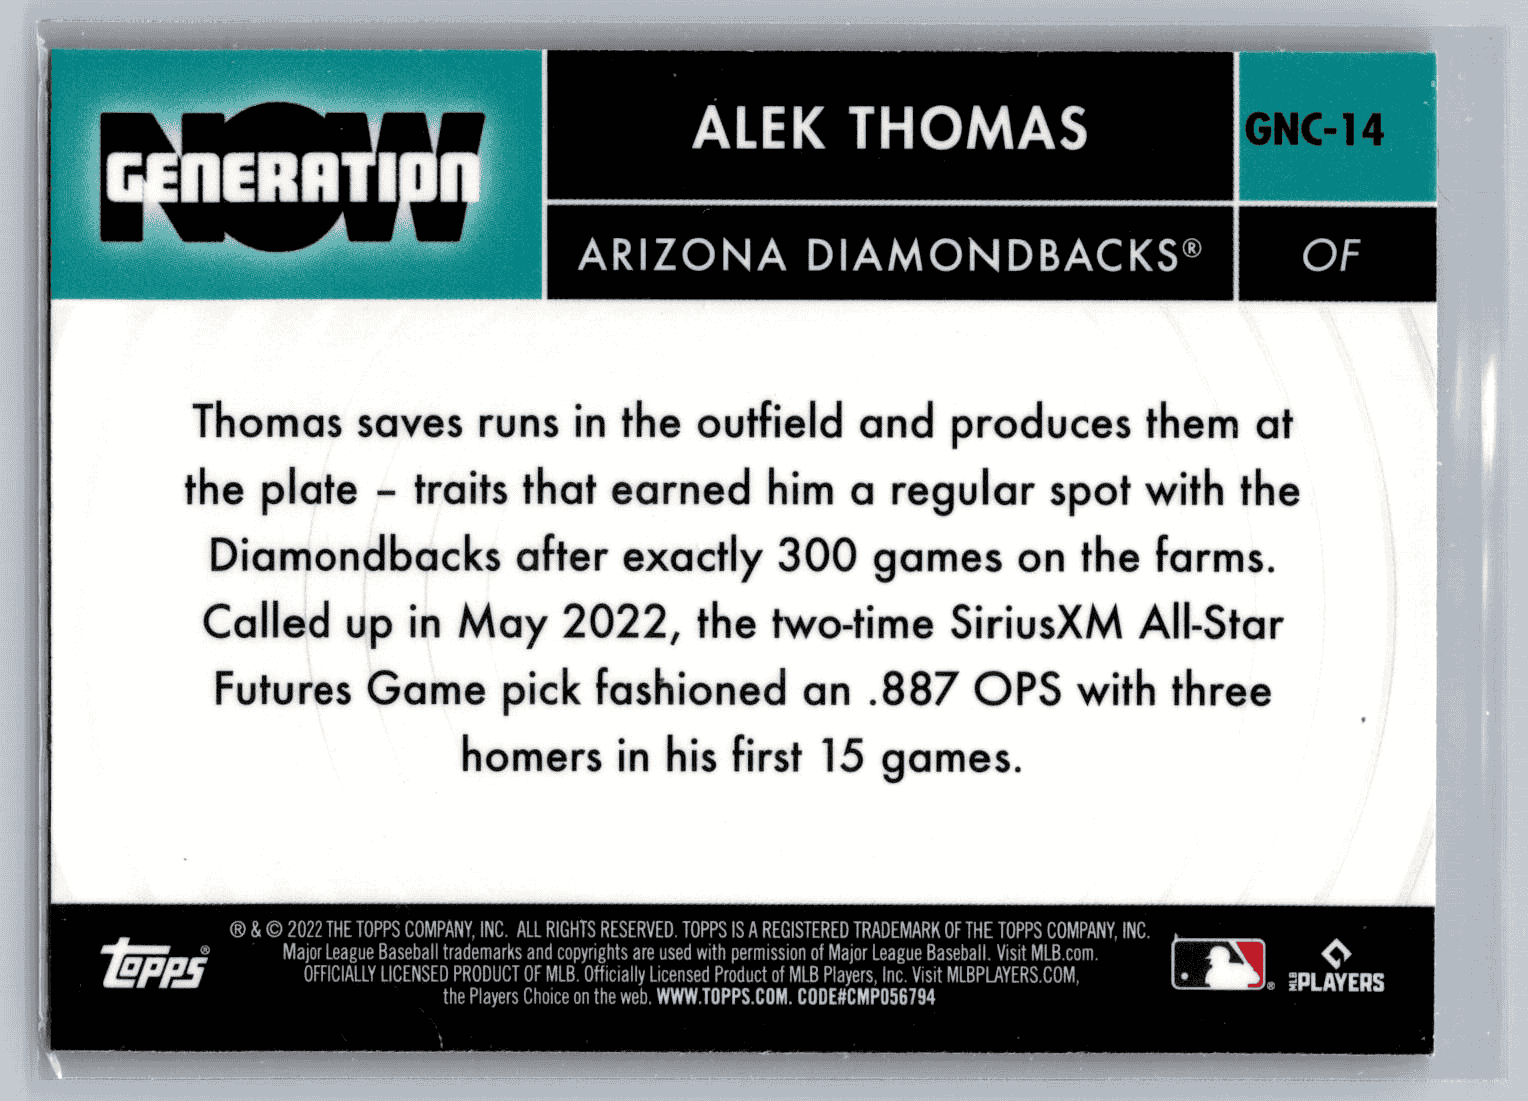 NOW
GENERATION
ALEK THOMAS
GNC-14
ARIZONA DIAMONDBACKS®
OF
Thomas saves runs in the outfield and produces them at
the plate – traits that earned him a regular spot with the
Diamondbacks after exactly 300 games on the farms.
Called up in May 2022, the two-time SiriusXM All-Star
Futures Game pick fashioned an .887 OPS with three
homers in his first 15 games.
® & © 2022 THE TOPPS COMPANY, INC. ALL RIGHTS RESERVED. TOPPS IS A REGISTERED TRADEMARK OF THE TOPPS COMPANY, INC.
Major League Baseball trademarks and copyrights are used with permission of Major League Baseball. Visit MLB.com.
OFFICIALLY LICENSED PRODUCT OF MLB. Officially Licensed Product of MLB Players, Inc. Visit MLBPLAYERS.COM,
the Players Choice on the web. WWW.TOPPS.COM. CODE#CMP056794
Topps®
®
MLB PLAYERS